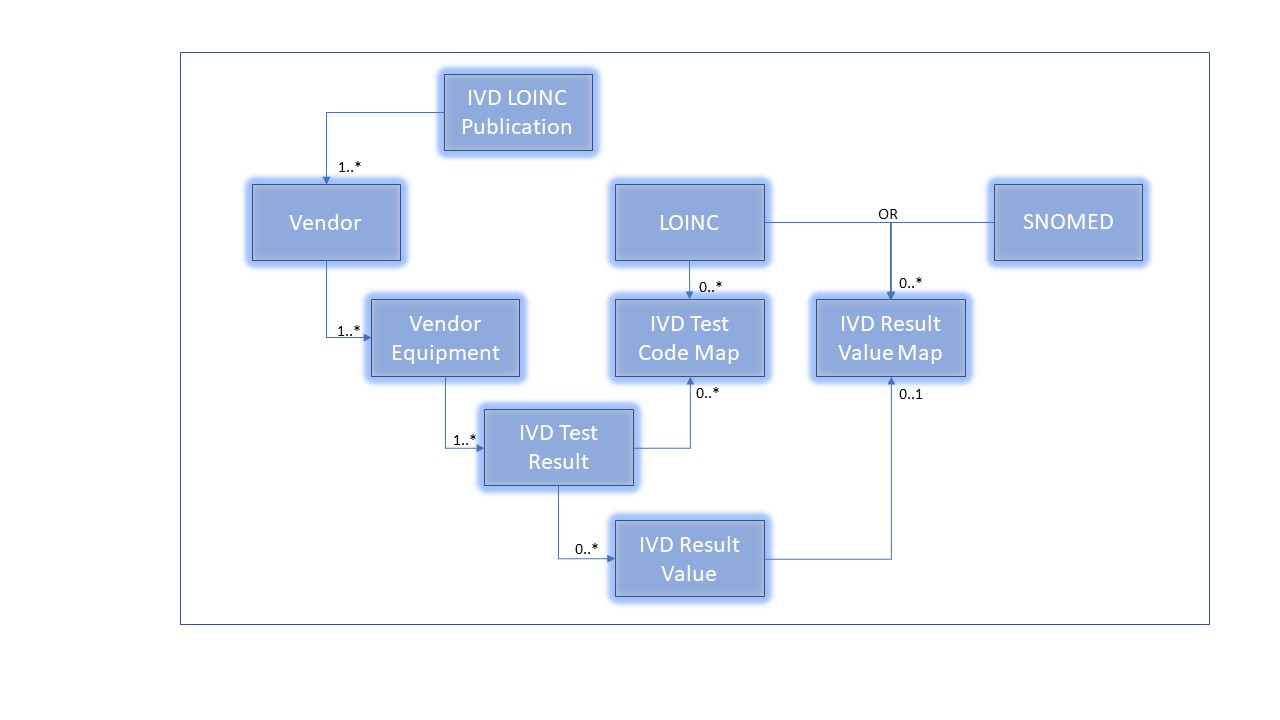 IVD LOINC
Publication
1..*
Vendor
LOINC
OR
SNOMED
0..*
0..*
1..*
Vendor
Equipment
IVD Test
Code Map
IVD Result
Value Map
0..*
0..1
1..*
IVD Test
Result
0..*
IVD Result
Value